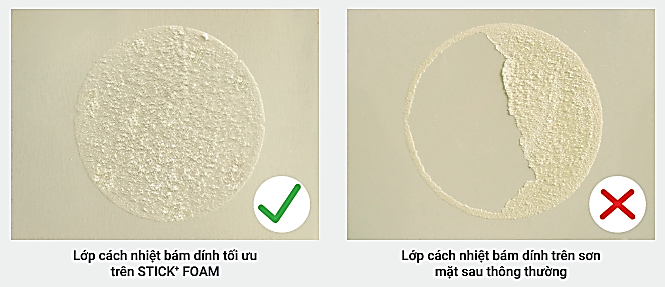 Lớp cách nhiệt bám dính tối ưu
trên STICK⁺ FOAM
Lớp cách nhiệt bám dính trên sơn
mặt sau thông thường